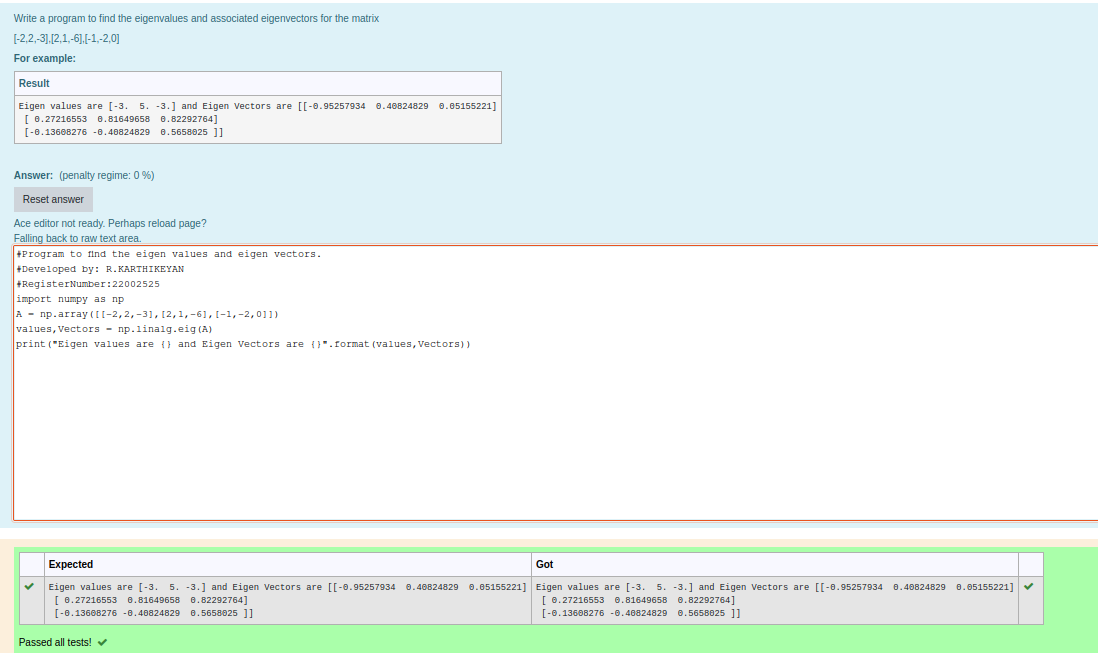 Write a program to find the eigenvalues and associated eigenvectors for the matrix
[-2,2,-3],[2,1,-6],[-1,-2,0]
For example:
Result
Eigen values are [-3.  5. -3.] and Eigen Vectors are [[-0.95257934  0.40824829  0.05155221]
 [ 0.27216553  0.81649658  0.82292764]
 [-0.13608276 -0.40824829  0.5658025 ]]
Answer: (penalty regime: 0 %)
Reset answer
Ace editor not ready. Perhaps reload page?
Falling back to raw text area.
#Program to find the eigen values and eigen vectors.
#Developed by: R.KARTHIKEYAN
#RegisterNumber:22002525
import numpy as np
A = np.array([[-2,2,-3],[2,1,-6],[-1,-2,0]])
values,Vectors = np.linalg.eig(A)
print("Eigen values are {} and Eigen Vectors are {}".format(values,Vectors))
Expected Got
Eigen values are [-3.  5. -3.] and Eigen Vectors are [[-0.95257934  0.40824829  0.05155221] Eigen values are [-3.  5. -3.] and Eigen Vectors are [[-0.95257934  0.40824829  0.05155221]
 [ 0.27216553  0.81649658  0.82292764]  [ 0.27216553  0.81649658  0.82292764]
 [-0.13608276 -0.40824829  0.5658025 ]]  [-0.13608276 -0.40824829  0.5658025 ]]
Passed all tests!